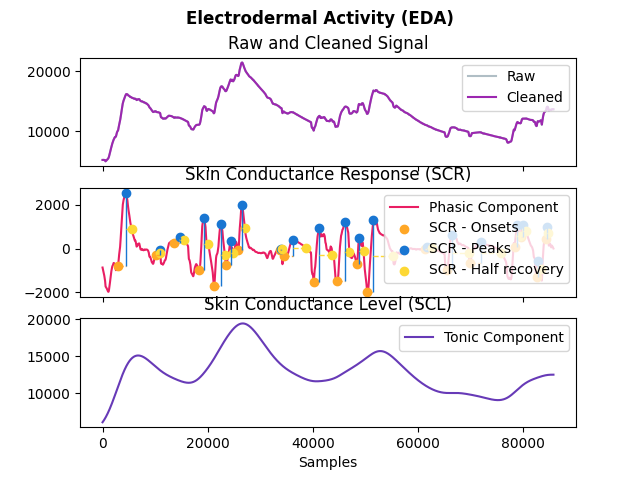 Electrodermal Activity (EDA)
Raw and Cleaned Signal
20000
10000
Raw
Cleaned
Skin Conductance Response (SCR)
2000
0
−2000
Phasic Component
SCR - Onsets
SCR - Peaks
SCR - Half recovery
Skin Conductance Level (SCL)
20000
15000
10000
Tonic Component
0 20000 40000 60000 80000
Samples